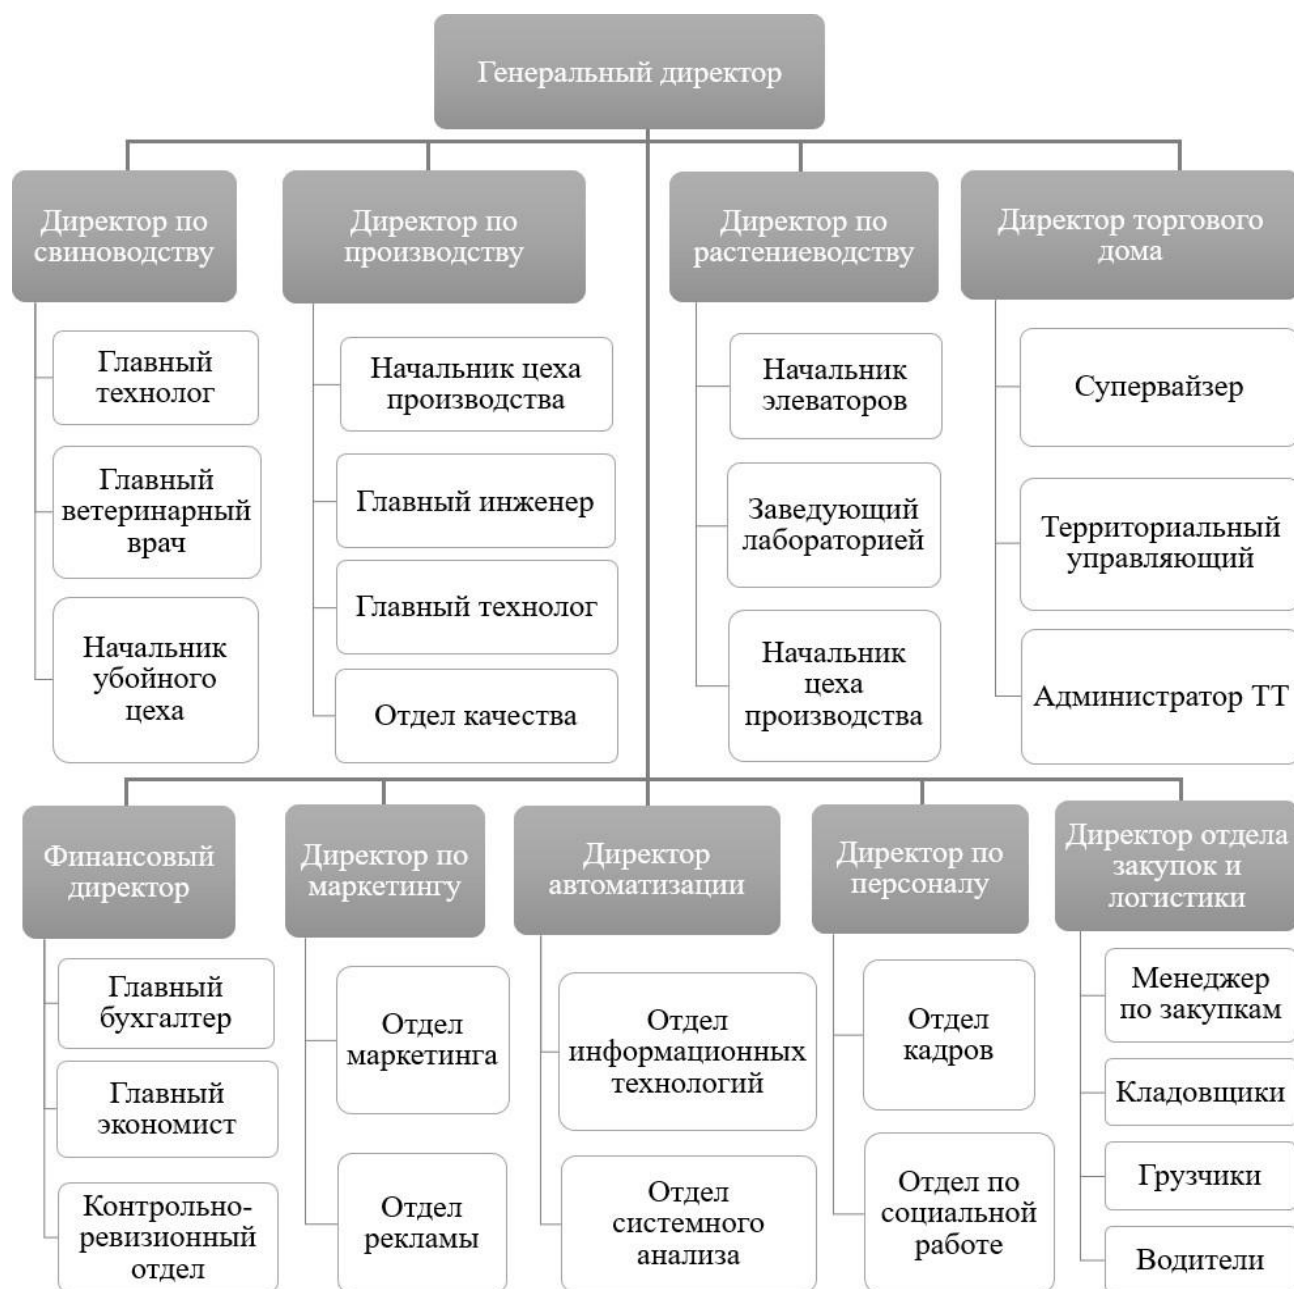 Генеральный директор
Директор по
свиноводству
Главный
технолог
Главный
ветеринарный
врач
Начальник
убойного
цеха
Директор по
производству
Начальник цеха
производства
Главный инженер
Главный технолог
Отдел качества
Директор по
растениеводству
Начальник
элеваторов
Заведующий
лабораторией
Начальник
цеха
производства
Директор торгового
дома
Супервайзер
Территориальный
управляющий
Администратор ТТ
Финансовый
директор
Главный
бухгалтер
Главный
экономист
Контрольно-
ревизионный
отдел
Директор по
маркетингу
Отдел
маркетинга
Отдел
рекламы
Директор
автоматизации
Отдел
информационных
технологий
Отдел
системного
анализа
Директор по
персоналу
Отдел
кадров
Отдел по
социальной
работе
Директор отдела
закупок и
логистики
Менеджер
по закупкам
Кладовщики
Грузчики
Водители